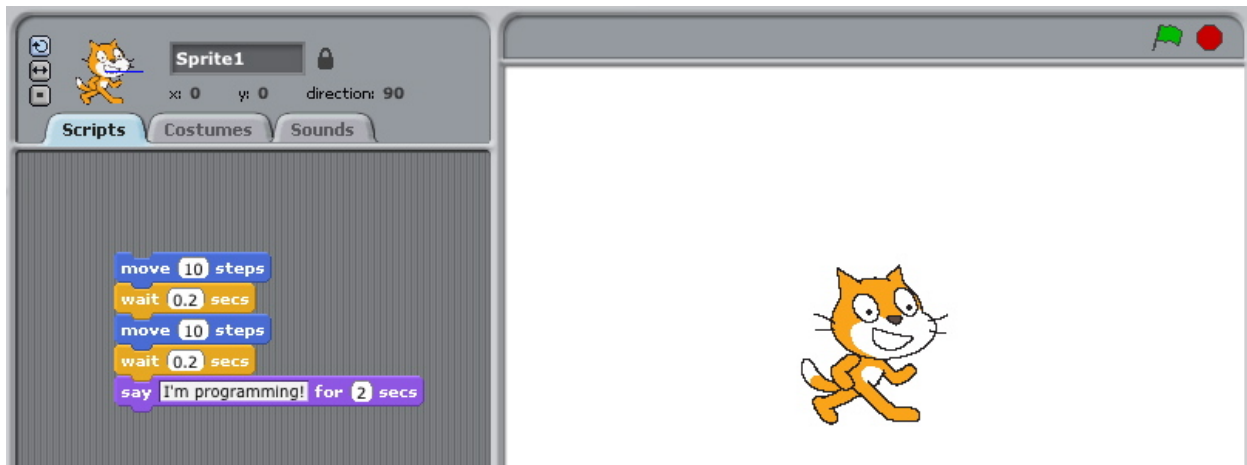 Sprite1
x: 0 y: 0 direction: 90
Scripts Costumes Sounds
move 10 steps
wait 0.2 secs
move 10 steps
wait 0.2 secs
say I'm programming! for 2 secs